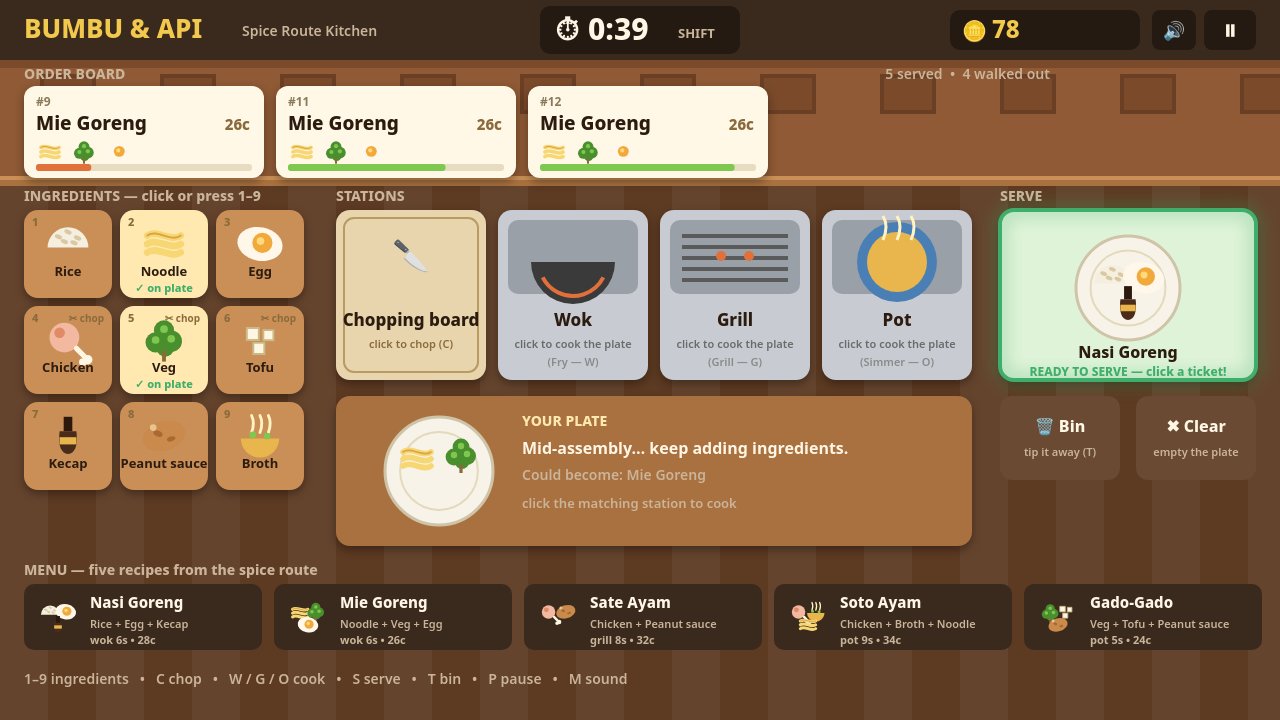 BUMBU & API
Spice Route Kitchen
0:39 SHIFT
78
ORDER BOARD
5 served • 4 walked out
#9
Mie Goreng 26c
#11
Mie Goreng 26c
#12
Mie Goreng 26c
INGREDIENTS — click or press 1–9
1
Rice
2
Noodle
✓ on plate
3
Egg
4 ✂ chop
Chicken
5 ✂ chop
Veg
✓ on plate
6 ✂ chop
Tofu
7
Kecap
8
Peanut sauce
9
Broth
STATIONS
Chopping board
click to chop (C)
Wok
click to cook the plate
(Fry — W)
Grill
click to cook the plate
(Grill — G)
Pot
click to cook the plate
(Simmer — O)
YOUR PLATE
Mid-assembly… keep adding ingredients.
Could become: Mie Goreng
click the matching station to cook
SERVE
Nasi Goreng
READY TO SERVE — click a ticket!
🗑️ Bin
tip it away (T)
✖ Clear
empty the plate
MENU — five recipes from the spice route
Nasi Goreng
Rice + Egg + Kecap
wok 6s • 28c
Mie Goreng
Noodle + Veg + Egg
wok 6s • 26c
Sate Ayam
Chicken + Peanut sauce
grill 8s • 32c
Soto Ayam
Chicken + Broth + Noodle
pot 9s • 34c
Gado-Gado
Veg + Tofu + Peanut sauce
pot 5s • 24c
1–9 ingredients • C chop • W / G / O cook • S serve • T bin • P pause • M sound